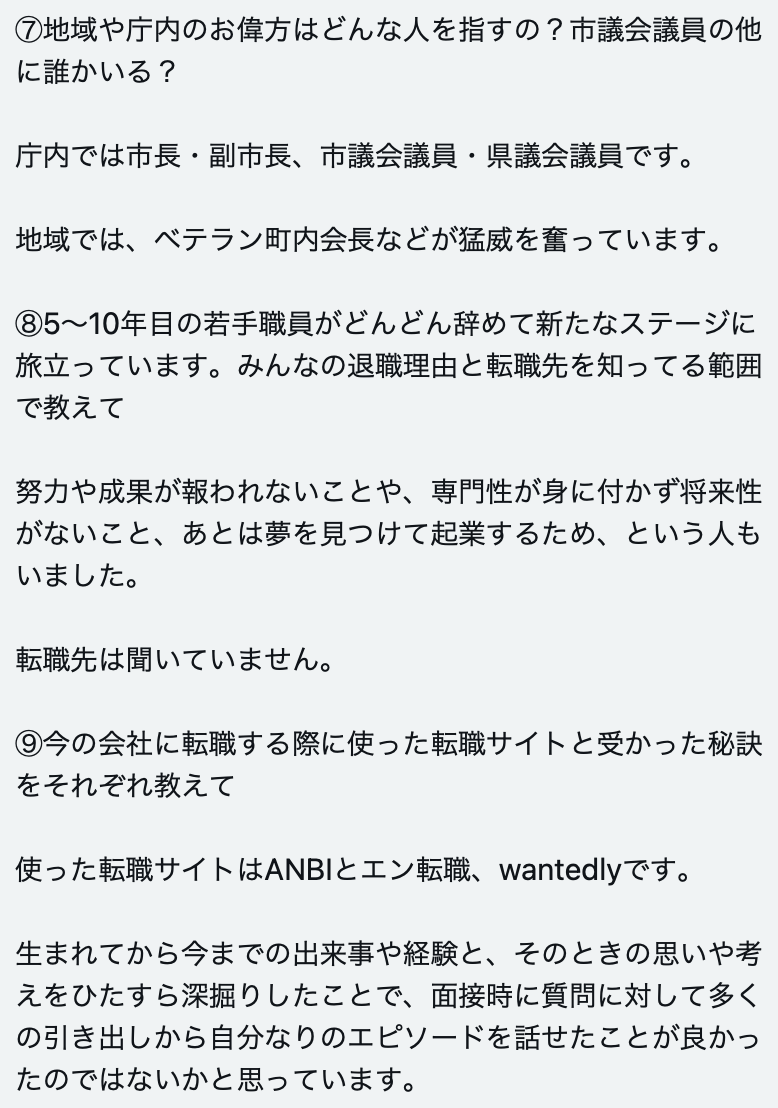 ⑦地域や庁内のお偉方はどんな人を指すの？市議会議員の他
に誰かいる？
庁内では市長・副市長、市議会議員・県議会議員です。
地域では、ベテラン町内会長などが猛威を奮っています。
⑧5〜10年目の若手職員がどんどん辞めて新たなステージに
旅立っています。みんなの退職理由と転職先を知ってる範囲
で教えて
努力や成果が報われないことや、専門性が身に付かず将来性
がないこと、あとは夢を見つけて起業するため、という人も
いました。
転職先は聞いていません。
⑨今の会社に転職する際に使った転職サイトと受かった秘訣
をそれぞれ教えて
使った転職サイトはANBIとエン転職、wantedlyです。
生まれてから今までの出来事や経験と、そのときの思いや考
えをひたすら深掘りしたことで、面接時に質問に対して多く
の引き出しから自分なりのエピソードを話せたことが良かっ
たのではないかと思っています。